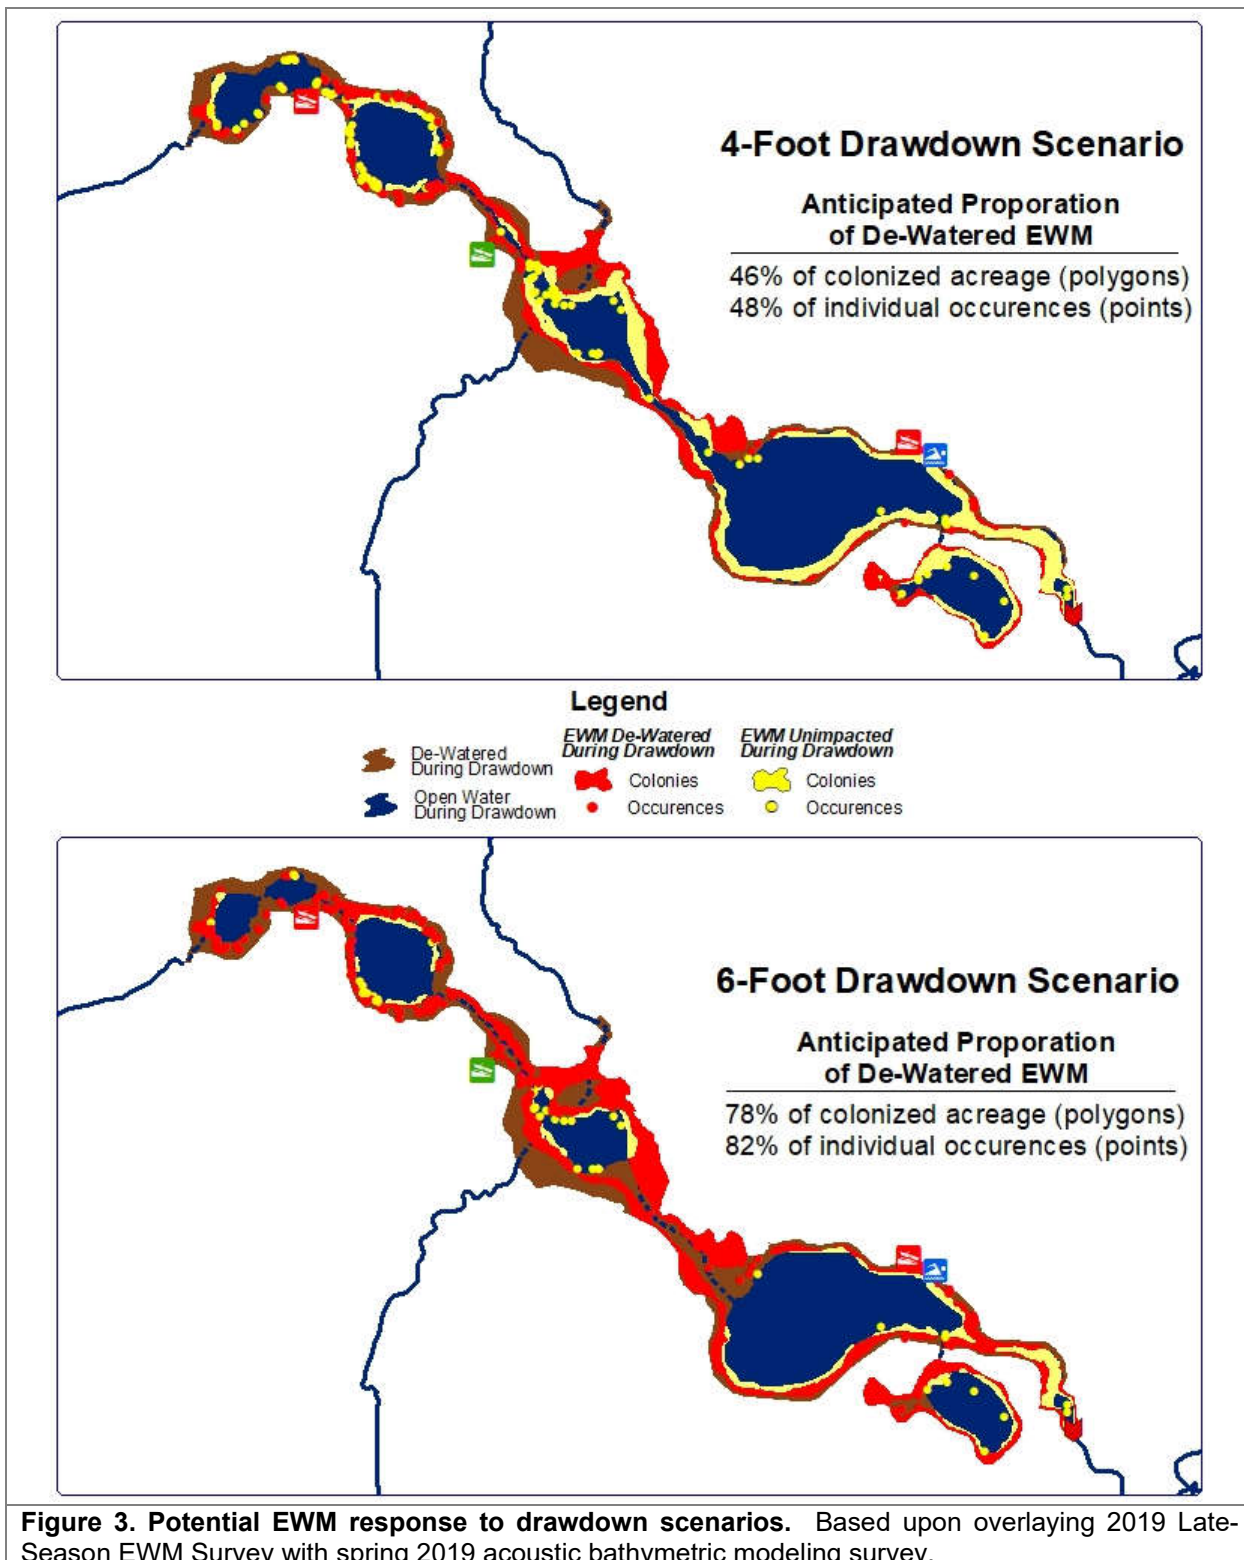 4-Foot Drawdown Scenario
Anticipated Proporation
of De-Watered EWM
46% of colonized acreage (polygons)
48% of individual occurences (points)
Legend
De-Watered
During Drawdown
Open Water
During Drawdown
EWM De-Watered
During Drawdown
Colonies
Occurences
EWM Unimpacted
During Drawdown
Colonies
Occurences
6-Foot Drawdown Scenario
Anticipated Proporation
of De-Watered EWM
78% of colonized acreage (polygons)
82% of individual occurences (points)
Figure 3. Potential EWM response to drawdown scenarios. Based upon overlaying 2019 Late-
Season EWM Survey with spring 2019 acoustic bathymetric modeling survey.